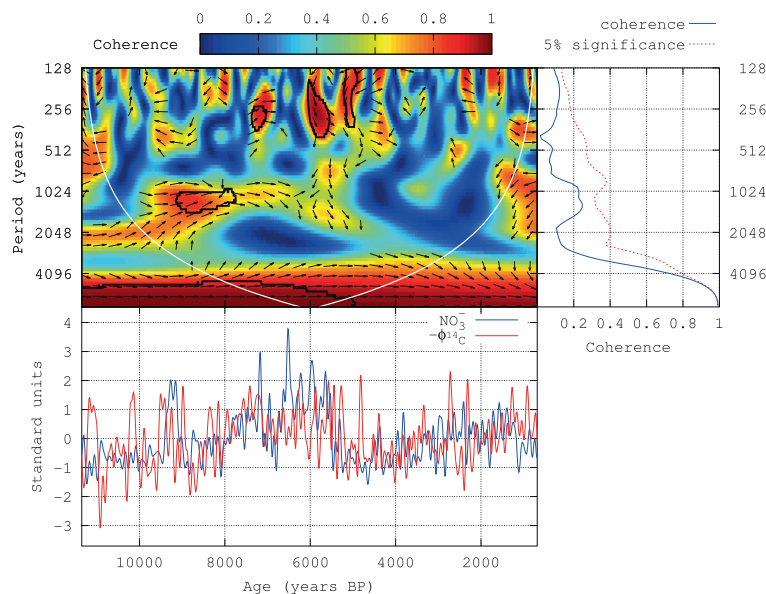 0 0.2 0.4 0.6 0.8 1
Coherence
coherence
5% significance
128 128
256 256
512 512
1024 1024
2048 2048
4096 4096
Period (years)
0.2 0.4 0.6 0.8 1
Coherence
NO₃⁻
−Φ¹⁴C
4
3
2
1
0
−1
−2
−3
Standard units
10000 8000 6000 4000 2000
Age (years BP)